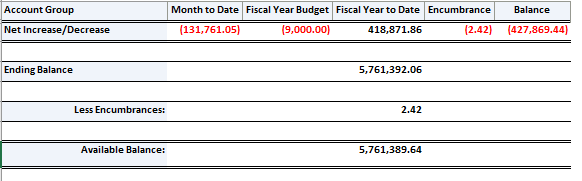 Account Group Month to Date Fiscal Year Budget Fiscal Year to Date Encumbrance Balance
Net Increase/Decrease (131,761.05) (9,000.00) 418,871.86 (2.42) (427,869.44)
Ending Balance 5,761,392.06
Less Encumbrances: 2.42
Available Balance: 5,761,389.64